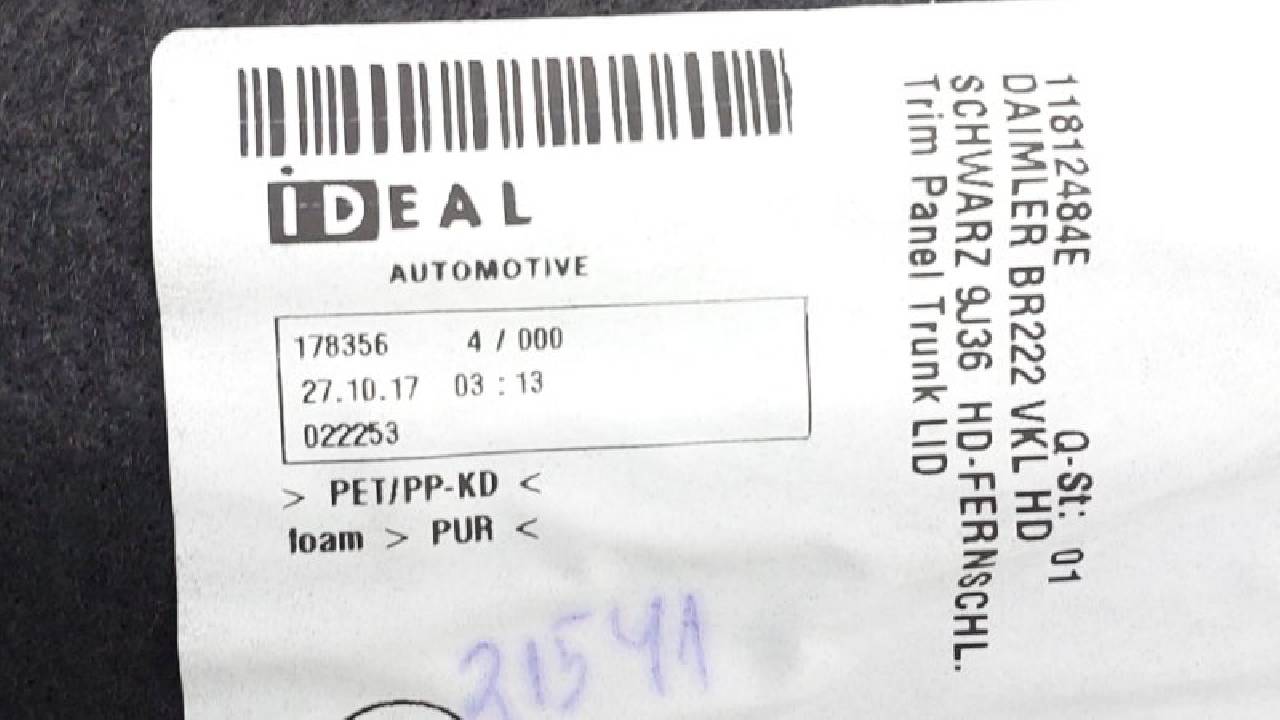 iDEAL
AUTOMOTIVE
178356 4 / 000
27.10.17 03 : 13
022253
> PET/PP-KD <
foam > PUR <
11812484E Q-St: 01
DAIMLER BR222 VKL HD
SCHWARZ 9J36 HD-FERNSCHL.
Trim Panel Trunk LID